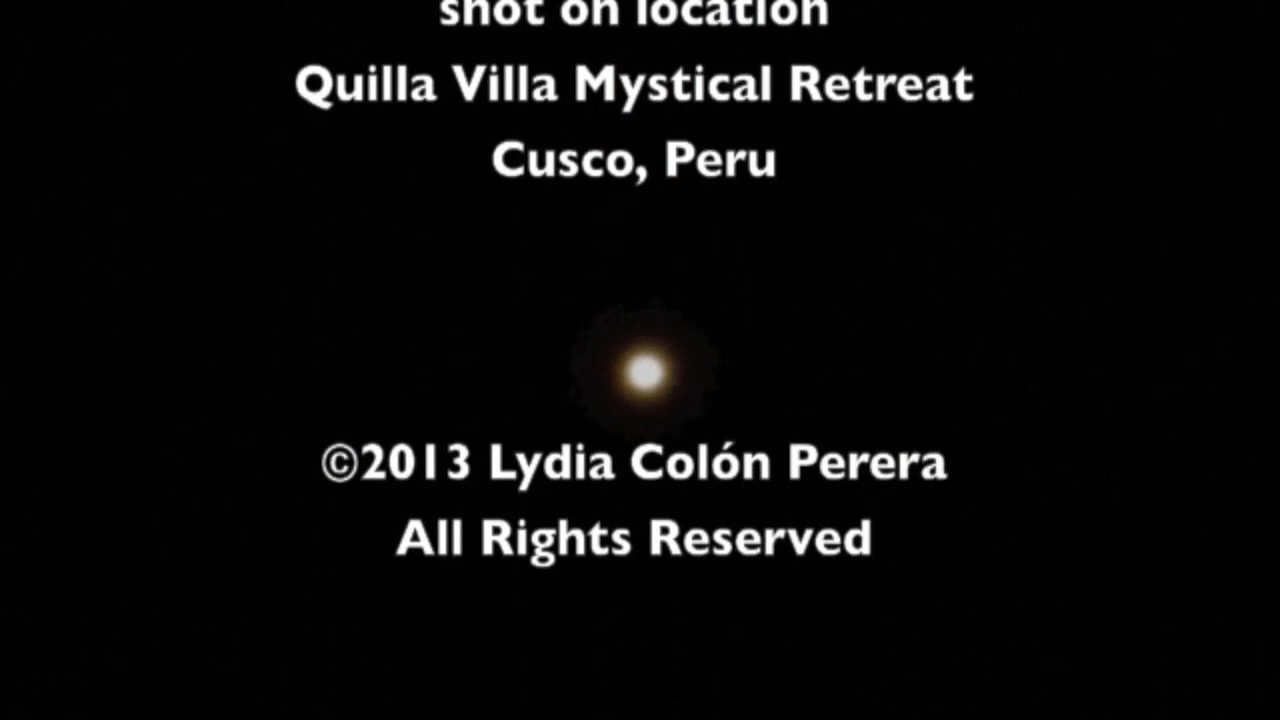 shot on location
Quilla Villa Mystical Retreat
Cusco, Peru
©2013 Lydia Colón Perera
All Rights Reserved